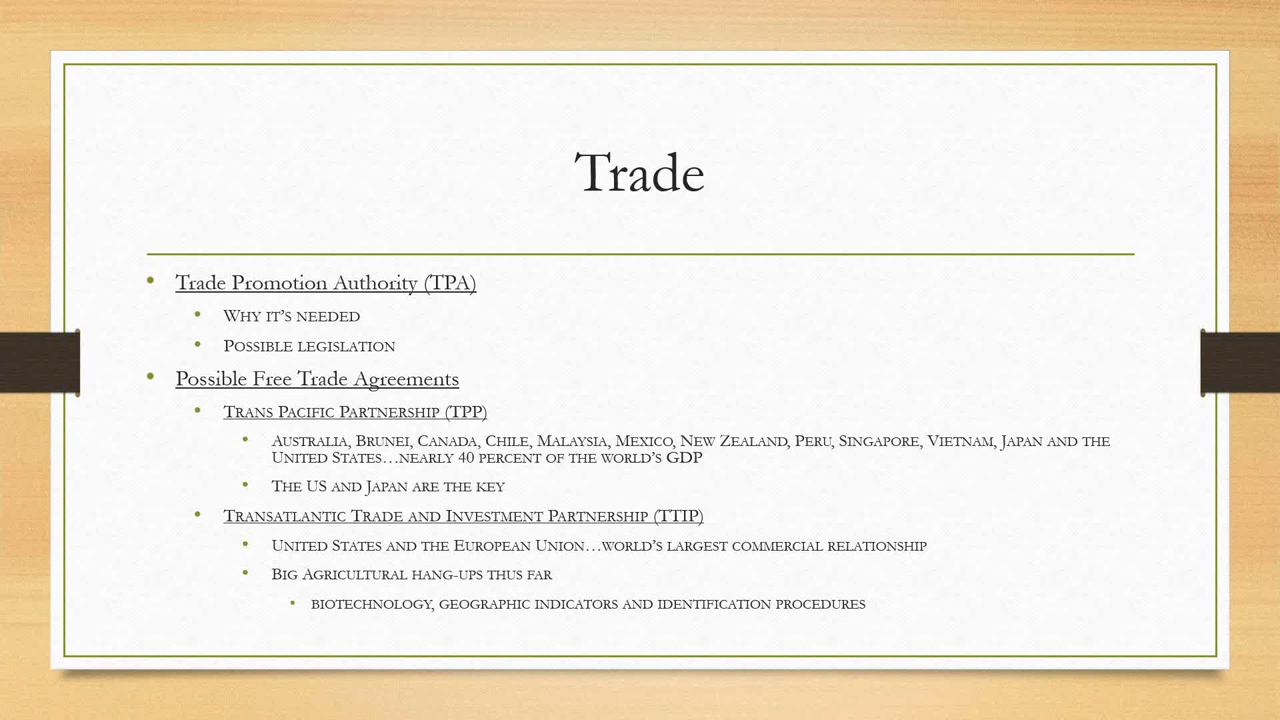 Trade
• Trade Promotion Authority (TPA)
• Why it's needed
• Possible legislation
• Possible Free Trade Agreements
• Trans Pacific Partnership (TPP)
• Australia, Brunei, Canada, Chile, Malaysia, Mexico, New Zealand, Peru, Singapore, Vietnam, Japan and the
United States…nearly 40 percent of the world's GDP
• The US and Japan are the key
• Transatlantic Trade and Investment Partnership (TTIP)
• United States and the European Union…world's largest commercial relationship
• Big Agricultural hang-ups thus far
• biotechnology, geographic indicators and identification procedures